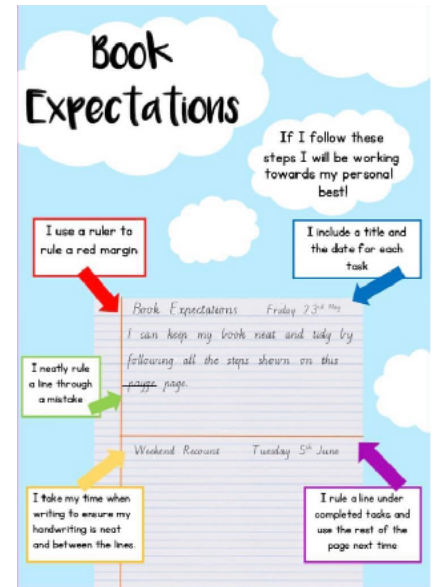 Book
Expectations
If I follow these
steps I will be working
towards my personal
best!
I use a ruler to
rule a red margin
I include a title and
the date for each
task
Book Expectations Friday 23rd May
I can keep my book neat and tidy by
following all the steps shown on this
payge page.
I neatly rule
a line through
a mistake
Weekend Recount Tuesday 5th June
I take my time when
writing to ensure my
handwriting is neat
and between the lines.
I rule a line under
completed tasks and
use the rest of the
page next time